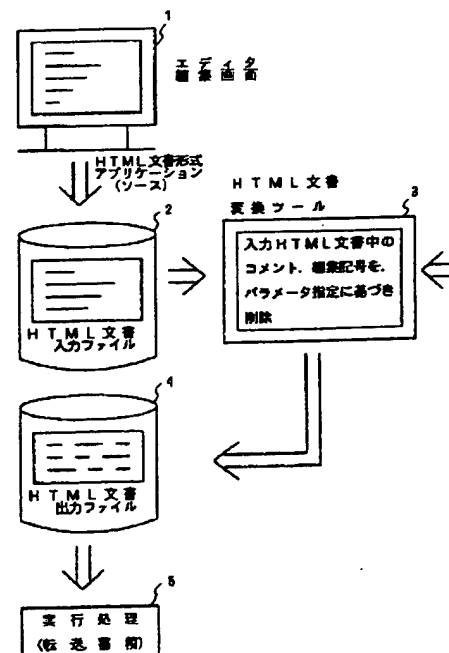 1
エディタ
編集画面
HTML文書形式
アプリケーション
(ソース)
2
HTML文書
入力ファイル
HTML文書
変換ツール
3
入力HTML文書中の
コメント、編集記号を、
パラメータ指定に基づき
削除
4
HTML文書
出力ファイル
5
実行処理
(転送、蓄積)